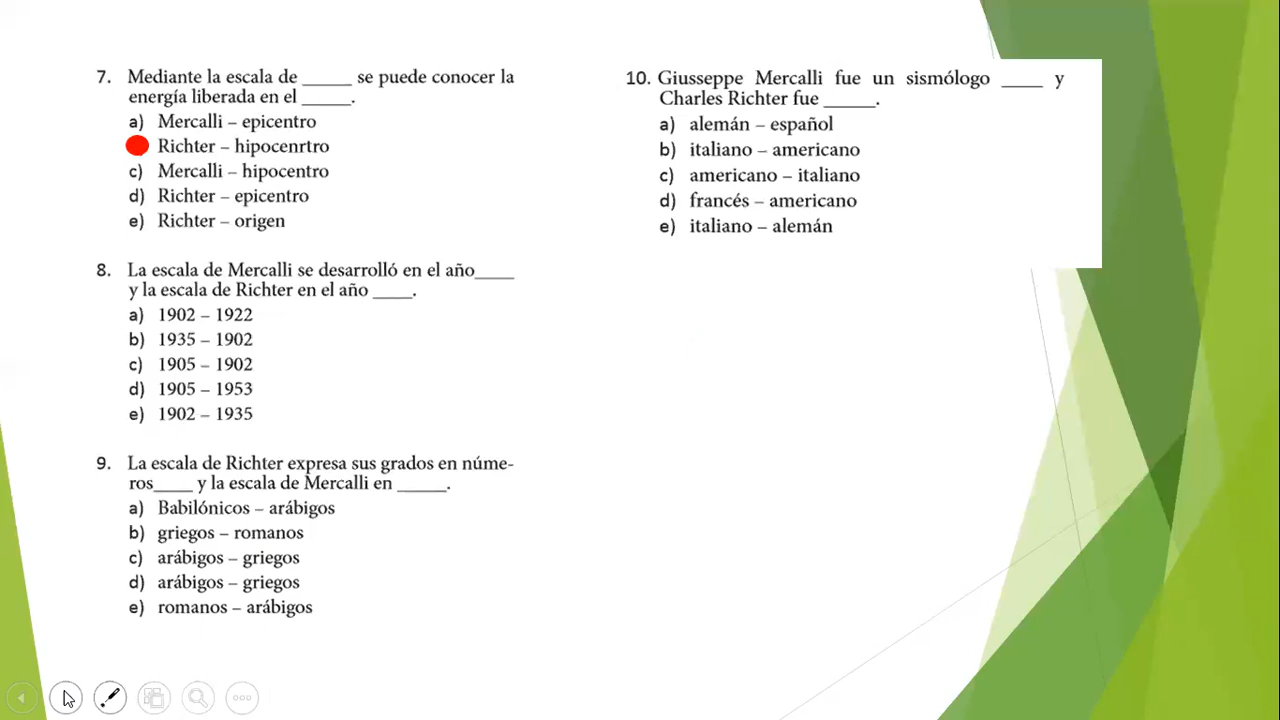 7. Mediante la escala de _____ se puede conocer la
energía liberada en el _____.
a) Mercalli – epicentro
Richter – hipocenrtro
c) Mercalli – hipocentro
d) Richter – epicentro
e) Richter – origen
8. La escala de Mercalli se desarrolló en el año____
y la escala de Richter en el año ____.
a) 1902 – 1922
b) 1935 – 1902
c) 1905 – 1902
d) 1905 – 1953
e) 1902 – 1935
9. La escala de Richter expresa sus grados en núme-
ros____ y la escala de Mercalli en _____.
a) Babilónicos – arábigos
b) griegos – romanos
c) arábigos – griegos
d) arábigos – griegos
e) romanos – arábigos
10. Giusseppe Mercalli fue un sismólogo ____ y
Charles Richter fue _____.
a) alemán – español
b) italiano – americano
c) americano – italiano
d) francés – americano
e) italiano – alemán